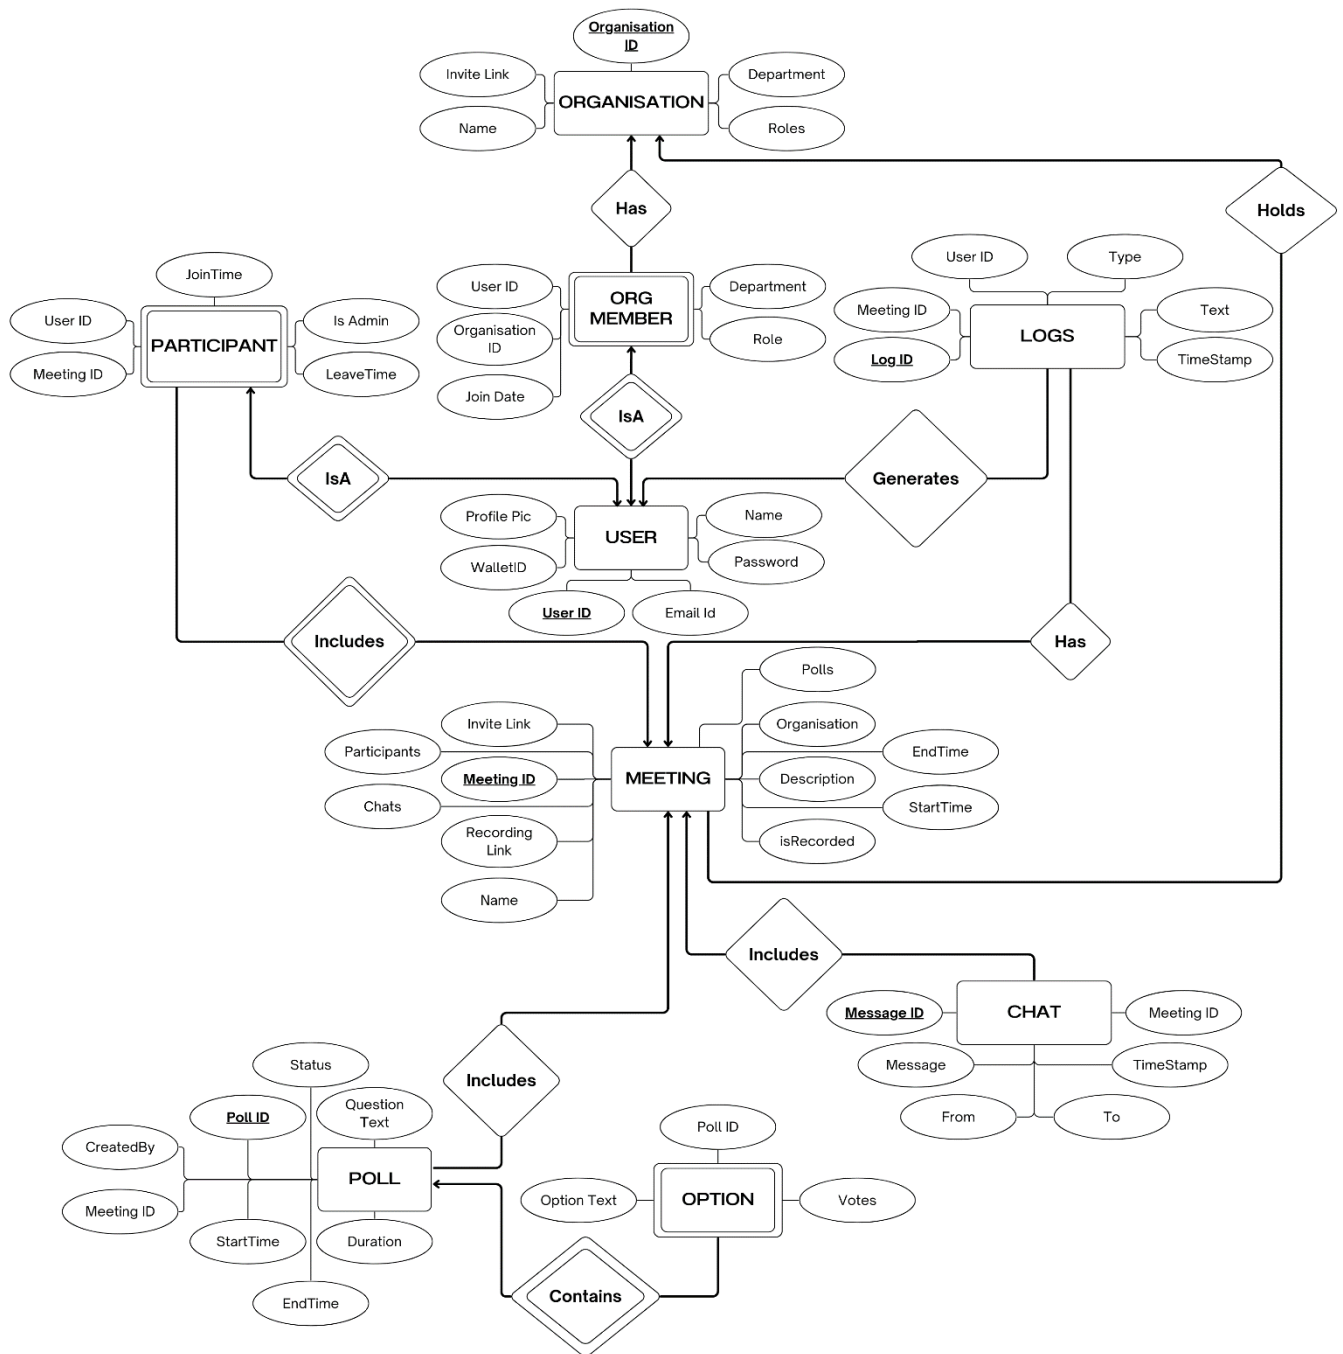 Organisation
ID
Invite Link
Department
ORGANISATION
Name
Roles
Has
Holds
JoinTime
User ID
Type
User ID
ORG
MEMBER
Department
User ID
Is Admin
Organisation
ID
Meeting ID
Text
PARTICIPANT
Role
LOGS
Meeting ID
LeaveTime
Log ID
TimeStamp
Join Date
IsA
IsA
Generates
Profile Pic
Name
USER
WalletID
Password
User ID
Email Id
Includes
Has
Polls
Invite Link
Organisation
Participants
EndTime
Meeting ID
MEETING
Description
Chats
StartTime
Recording
Link
isRecorded
Name
Includes
Message ID
CHAT
Meeting ID
Message
TimeStamp
From
To
Status
Includes
Poll ID
Question
Text
Poll ID
CreatedBy
POLL
Option Text
OPTION
Votes
Meeting ID
StartTime
Duration
Contains
EndTime